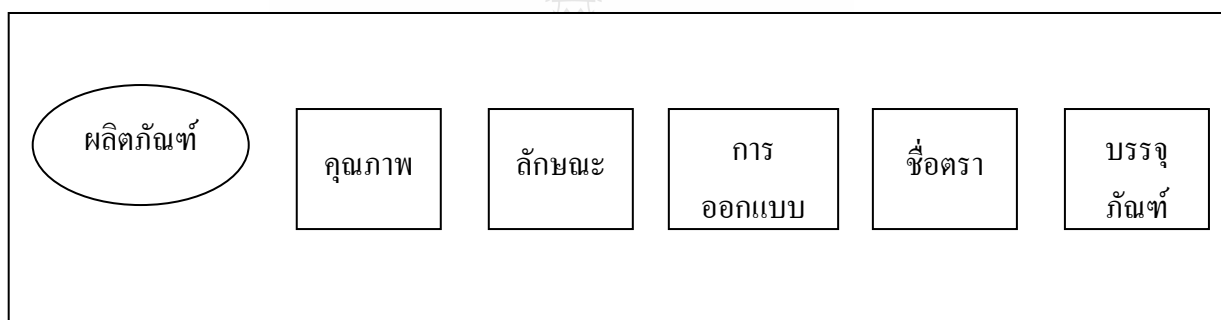 ผลิตภัณฑ์
คุณภาพ
ลักษณะ
การ
ออกแบบ
ชื่อตรา
บรรจุ
ภัณฑ์